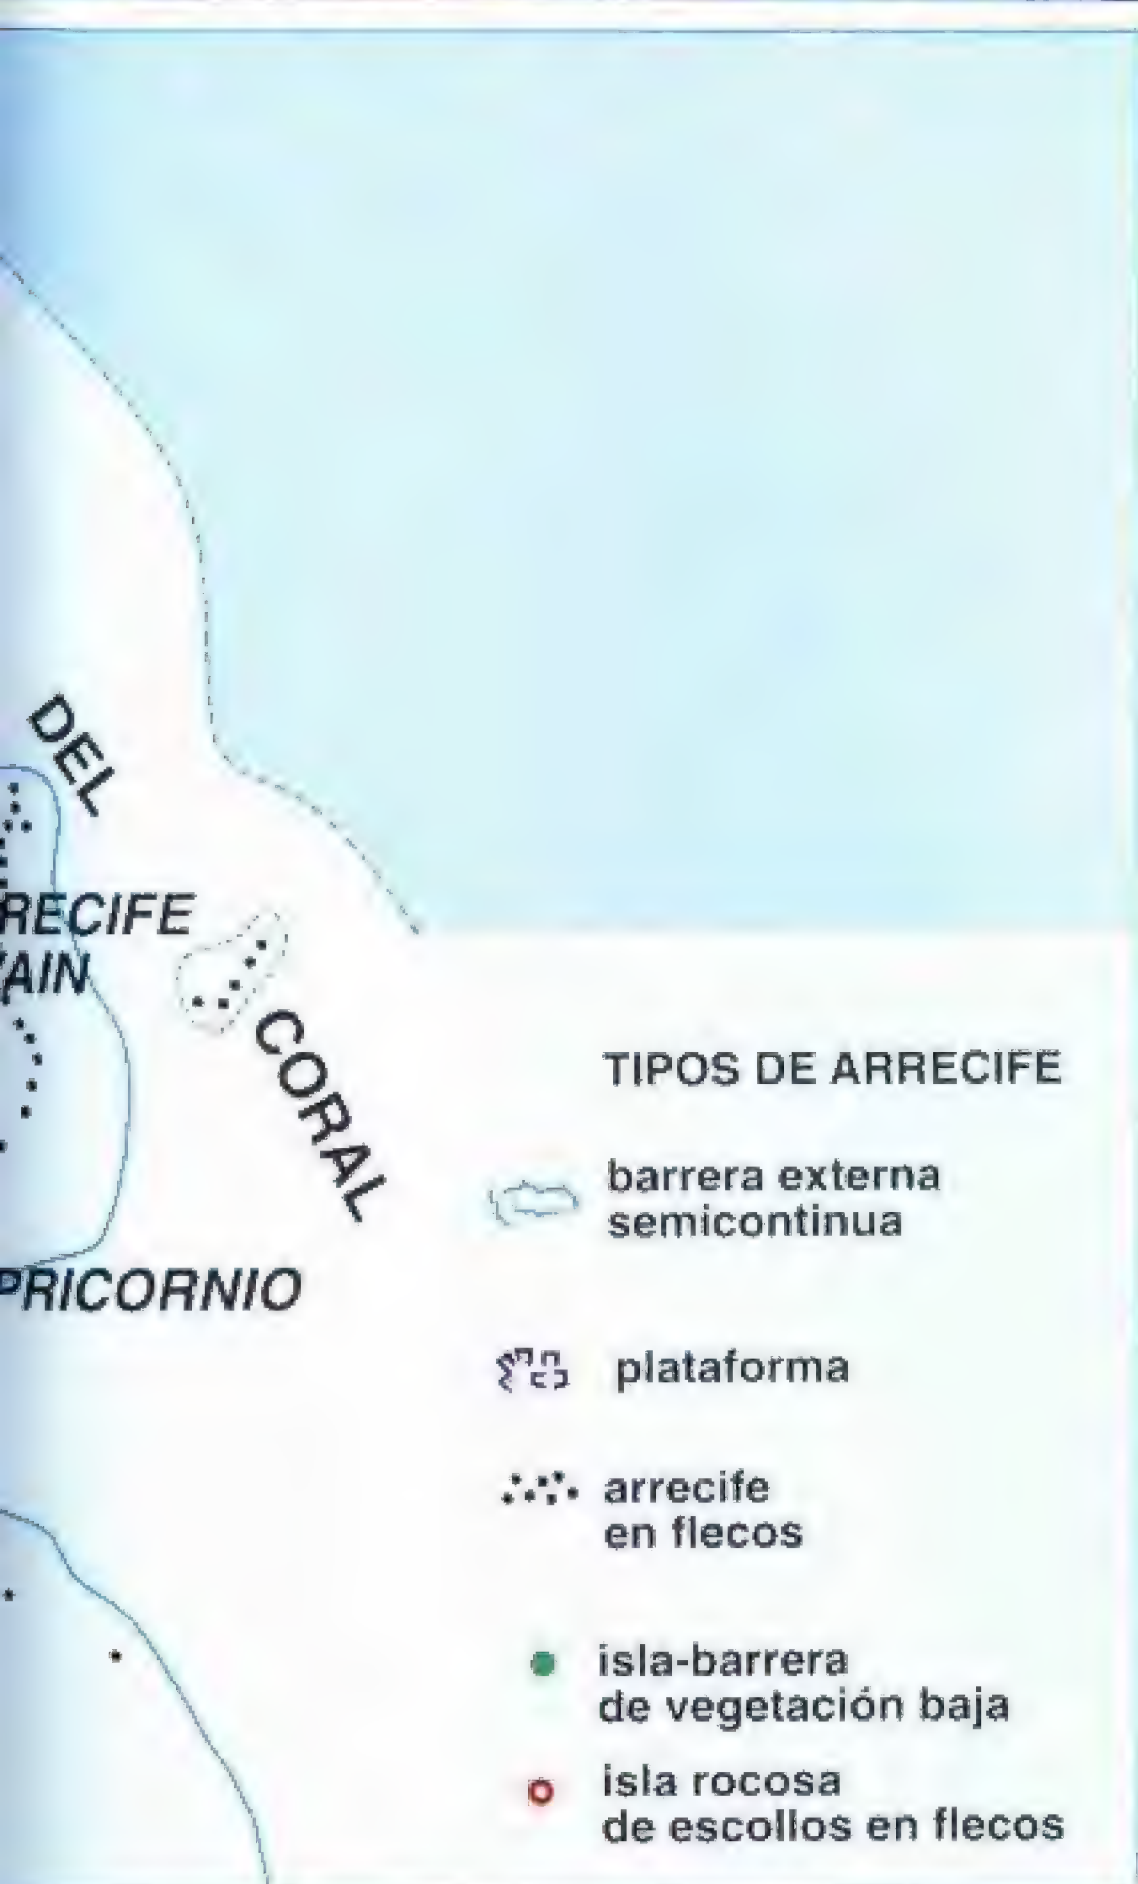 DEL
RECIFE
AIN
CORAL
PRICORNIO
TIPOS DE ARRECIFE
barrera externa
semicontinua
plataforma
arrecife
en flecos
isla-barrera
de vegetación baja
isla rocosa
de escollos en flecos